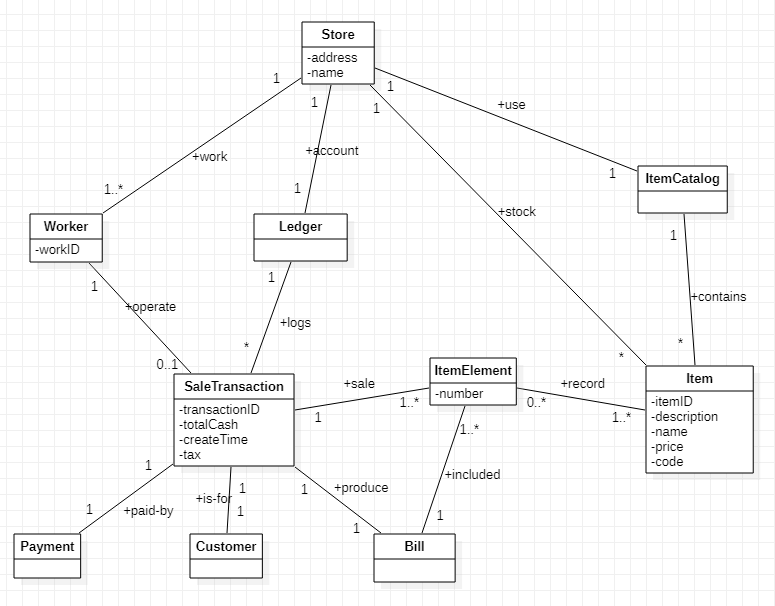 Store
-address
-name
1
1
1
1
+use
+work
+account
+stock
1
ItemCatalog
1..*
1
Worker
-workID
Ledger
1
1
1
+operate
+logs
+contains
*
*
*
0..1
SaleTransaction
-transactionID
-totalCash
-createTime
-tax
+sale
1
1..*
ItemElement
-number
+record
0..*
1..*
Item
-itemID
-description
-name
-price
-code
1..*
1
1
1
+included
+produce
+is-for
+paid-by
1
1
1
1
Payment
Customer
Bill